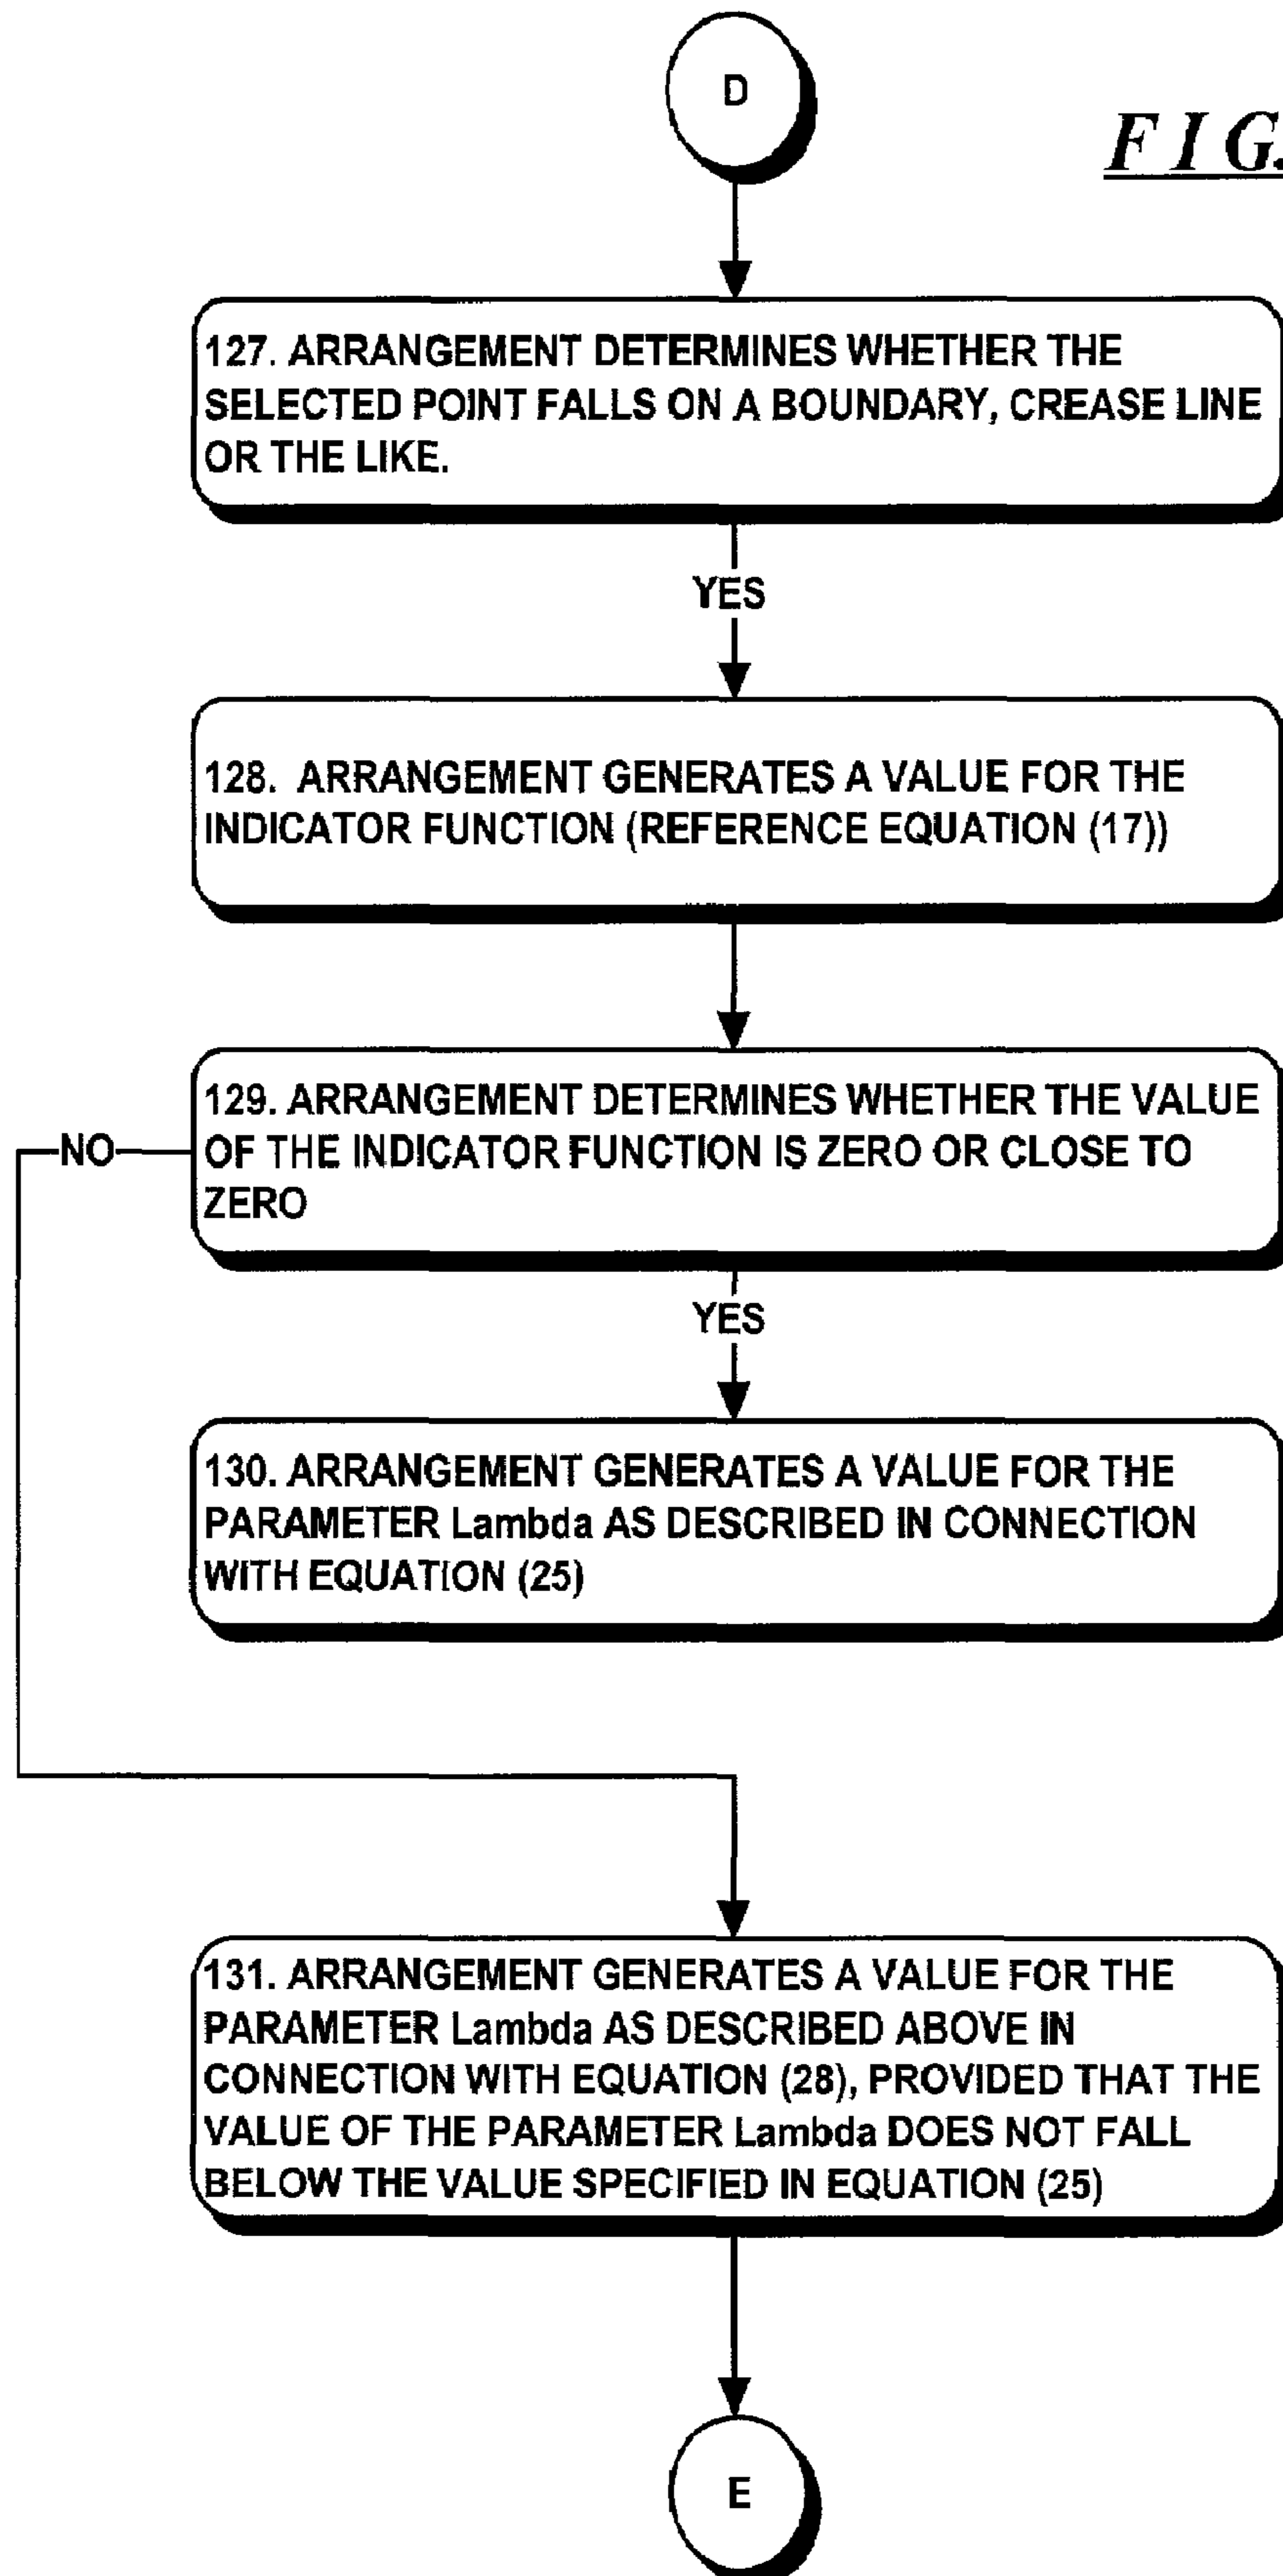 D
FIG.
127. ARRANGEMENT DETERMINES WHETHER THE
SELECTED POINT FALLS ON A BOUNDARY, CREASE LINE
OR THE LIKE.
YES
128. ARRANGEMENT GENERATES A VALUE FOR THE
INDICATOR FUNCTION (REFERENCE EQUATION (17))
129. ARRANGEMENT DETERMINES WHETHER THE VALUE
OF THE INDICATOR FUNCTION IS ZERO OR CLOSE TO
ZERO
NO
YES
130. ARRANGEMENT GENERATES A VALUE FOR THE
PARAMETER Lambda AS DESCRIBED IN CONNECTION
WITH EQUATION (25)
131. ARRANGEMENT GENERATES A VALUE FOR THE
PARAMETER Lambda AS DESCRIBED ABOVE IN
CONNECTION WITH EQUATION (28), PROVIDED THAT THE
VALUE OF THE PARAMETER Lambda DOES NOT FALL
BELOW THE VALUE SPECIFIED IN EQUATION (25)
E